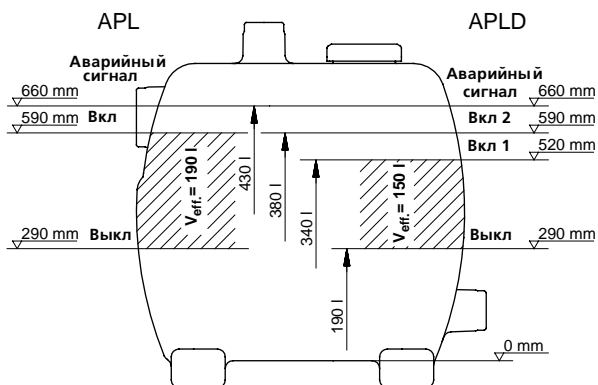 APL
APLD
Аварийный
сигнал
660 mm
Вкл
590 mm
Выкл
290 mm
V eff. = 190 l
430 l
380 l
340 l
190 l
V eff. = 150 l
Аварийный
сигнал
660 mm
Вкл 2
590 mm
Вкл 1
520 mm
Выкл
290 mm
0 mm